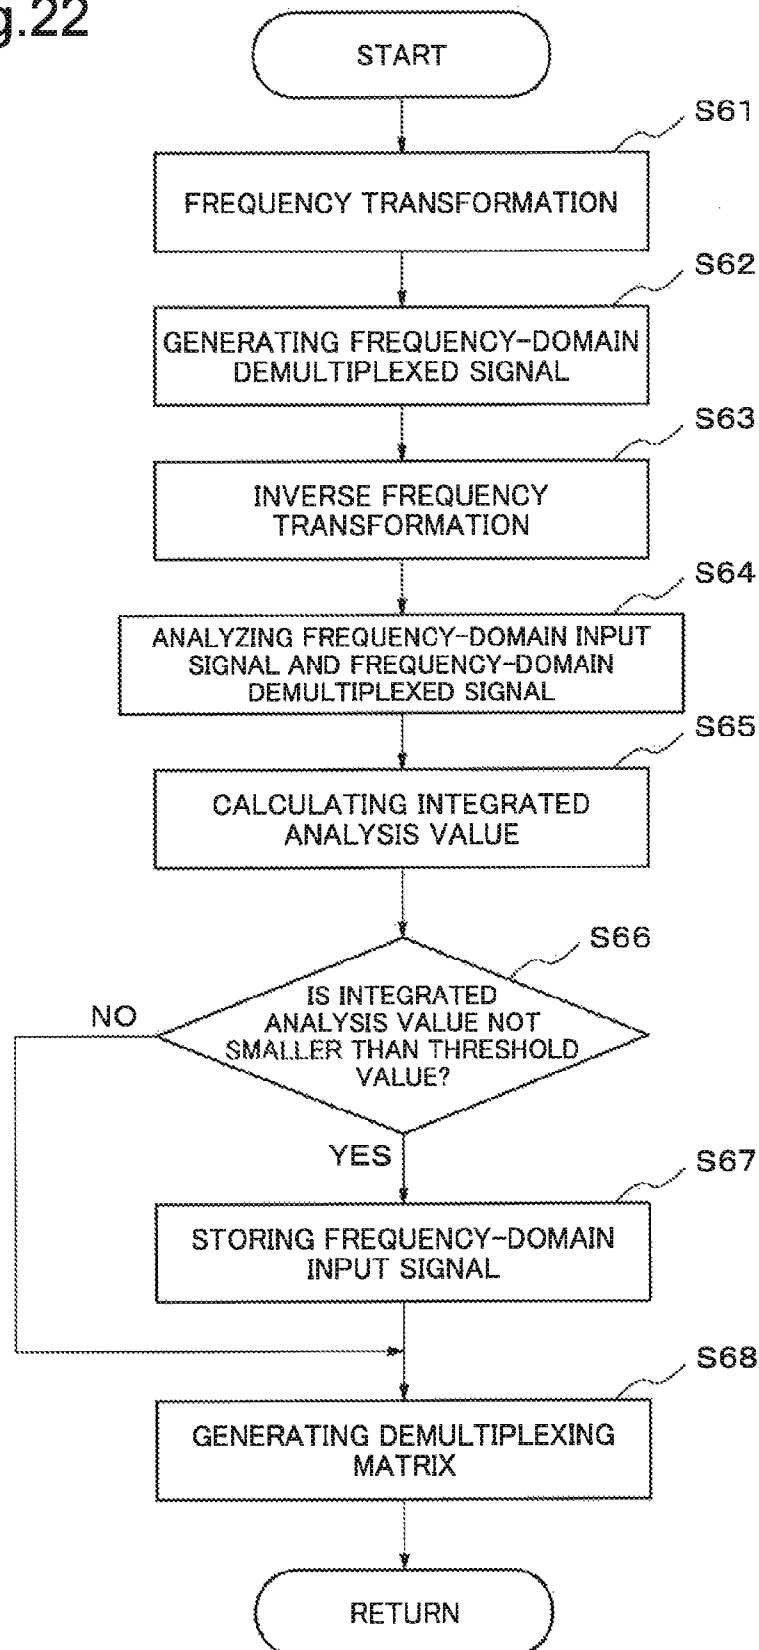 g.22
START
S61
FREQUENCY TRANSFORMATION
S62
GENERATING FREQUENCY-DOMAIN
DEMULTIPLEXED SIGNAL
S63
INVERSE FREQUENCY
TRANSFORMATION
S64
ANALYZING FREQUENCY-DOMAIN INPUT
SIGNAL AND FREQUENCY-DOMAIN
DEMULTIPLEXED SIGNAL
S65
CALCULATING INTEGRATED
ANALYSIS VALUE
S66
IS INTEGRATED
ANALYSIS VALUE NOT
SMALLER THAN THRESHOLD
VALUE?
NO
YES
S67
STORING FREQUENCY-DOMAIN
INPUT SIGNAL
S68
GENERATING DEMULTIPLEXING
MATRIX
RETURN